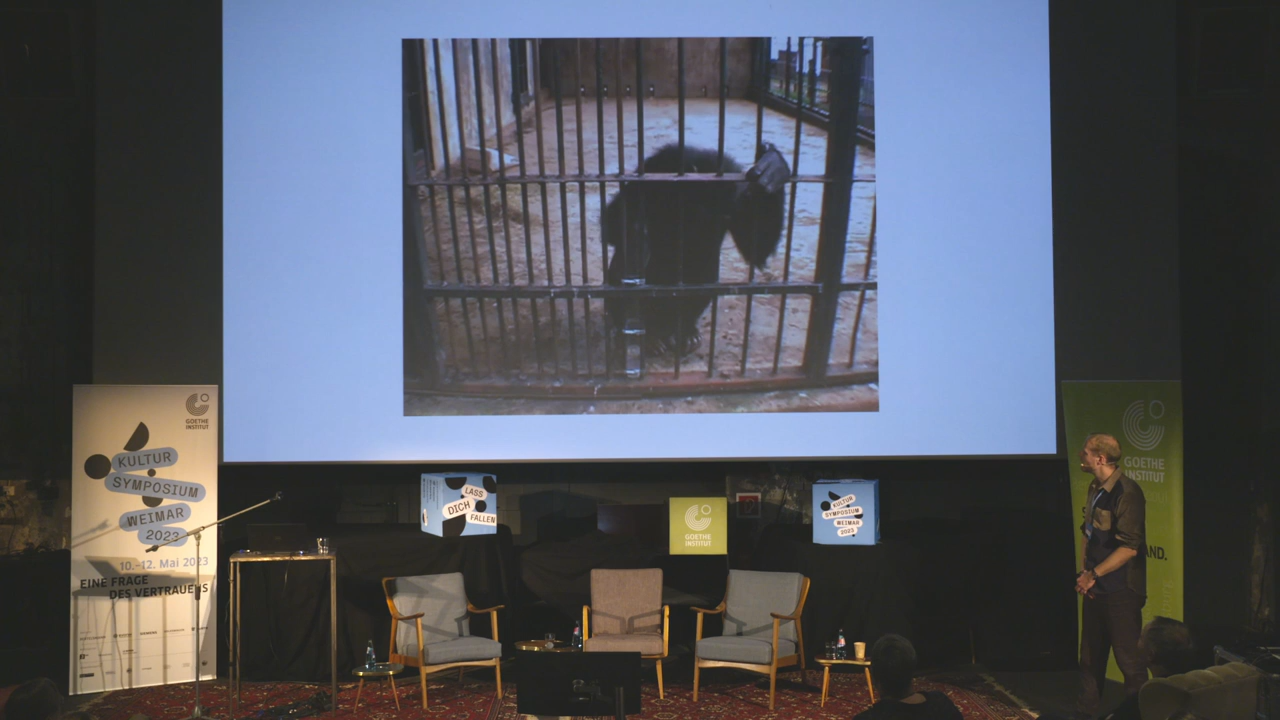 GOETHE
INSTITUT
KULTUR
SYMPOSIUM
WEIMAR
2023
10.–12. Mai 2023
EINE FRAGE
DES VERTRAUENS
LASS
DICH
FALLEN
GOETHE
INSTITUT
KULTUR
SYMPOSIUM
WEIMAR
2023
GOETHE
INSTITUT
AND.